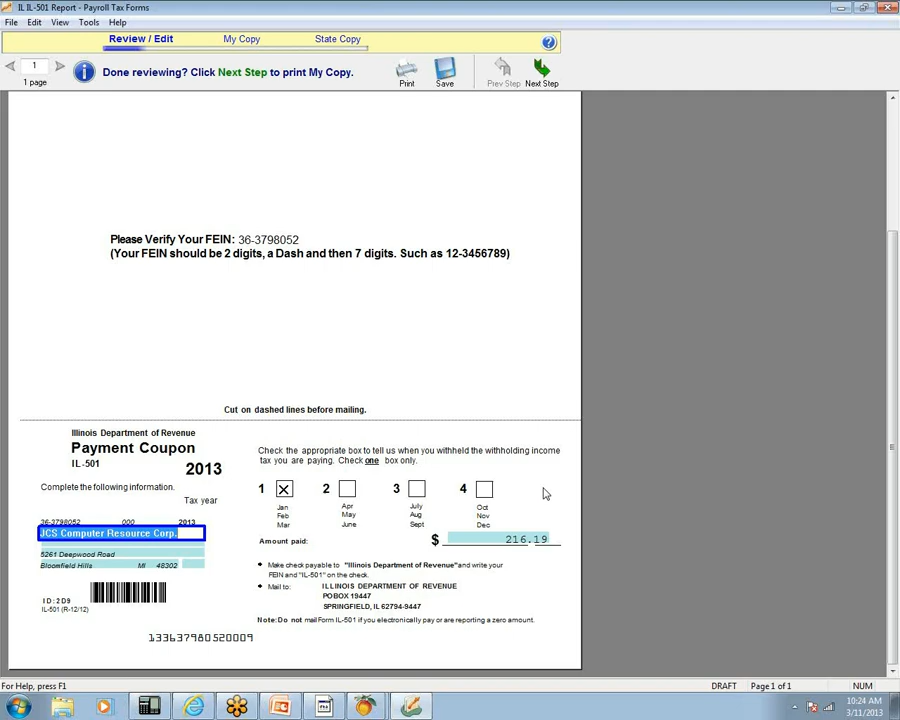 IL IL-501 Report - Payroll Tax Forms
File Edit View Tools Help
Review / Edit My Copy State Copy
1
1 page
Done reviewing? Click Next Step to print My Copy.
Print Save Prev Step Next Step
Please Verify Your FEIN: 36-3798052
(Your FEIN should be 2 digits, a Dash and then 7 digits. Such as 12-3456789)
Cut on dashed lines before mailing.
Illinois Department of Revenue
Payment Coupon
IL-501
2013
Complete the following information.
Tax year
36-3798052 000 2013
JCS Computer Resource Corp.
5261 Deepwood Road
Bloomfield Hills MI 48302
ID:2D9
IL-501 (R-12/12)
Check the appropriate box to tell us when you withheld the withholding income
tax you are paying. Check one box only.
1 X 2 3 4
Jan Apr July Oct
Feb May Aug Nov
Mar June Sept Dec
Amount paid: $ 216.19
Make check payable to "Illinois Department of Revenue" and write your
FEIN and "IL-501" on the check.
Mail to: ILLINOIS DEPARTMENT OF REVENUE
PO BOX 19447
SPRINGFIELD, IL 62794-9447
Note: Do not mail Form IL-501 if you electronically pay or are reporting a zero amount.
133637980520009
For Help, press F1 DRAFT Page 1 of 1 NUM
10:24 AM
3/11/2013